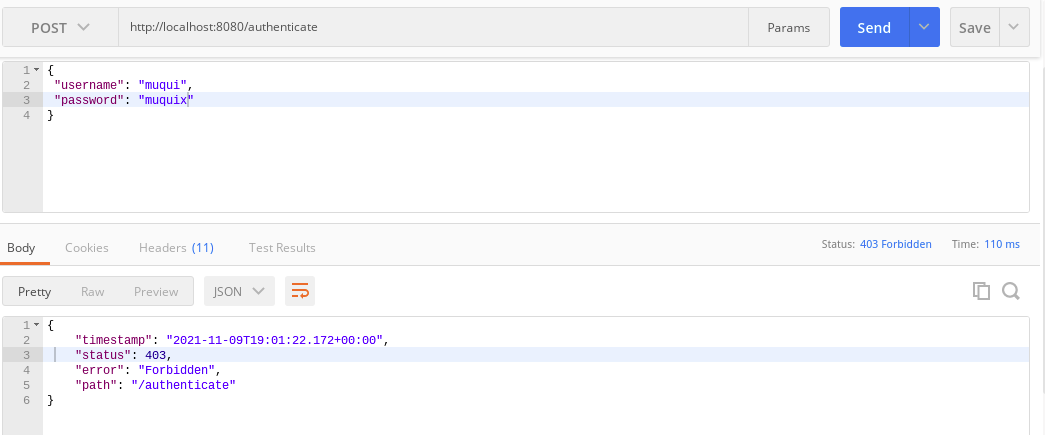 POST http://localhost:8080/authenticate Params Send Save
1 {
2 "username": "muqui",
3 "password": "muquix"
4 }
Body Cookies Headers (11) Test Results Status: 403 Forbidden Time: 110 ms
Pretty Raw Preview JSON
1 {
2 "timestamp": "2021-11-09T19:01:22.172+00:00",
3 "status": 403,
4 "error": "Forbidden",
5 "path": "/authenticate"
6 }